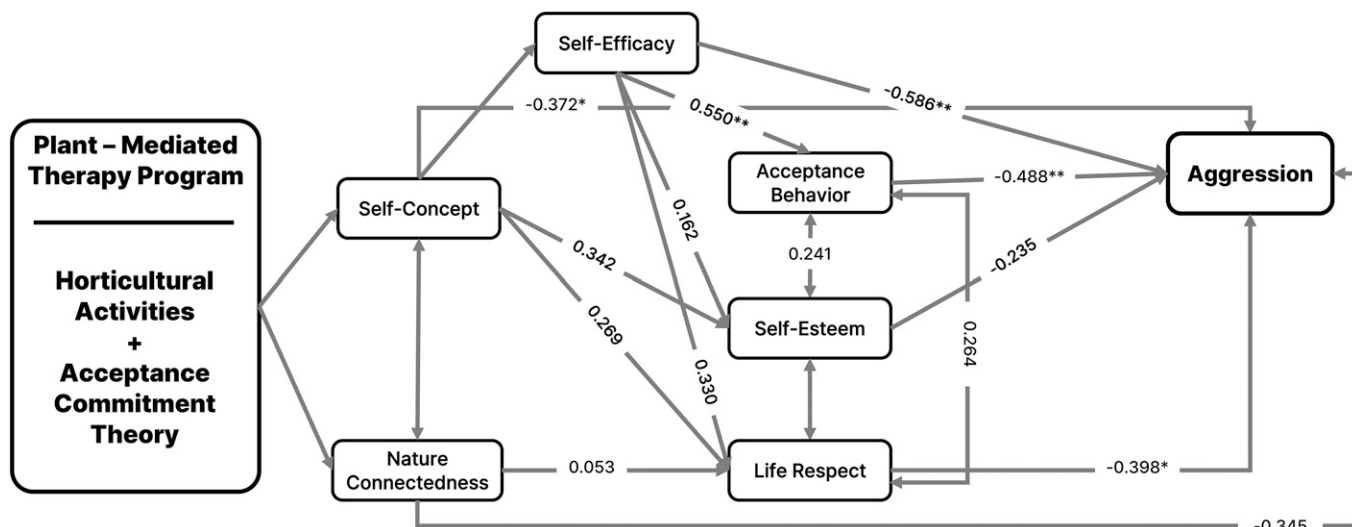 Self-Efficacy
-0.372*
0.550**
-0.586**
Plant – Mediated
Therapy Program
Horticultural
Activities
+
Acceptance
Commitment
Theory
Self-Concept
Acceptance
Behavior
-0.488**
Aggression
0.162
0.342
0.241
-0.235
0.269
Self-Esteem
0.264
0.330
Nature
Connectedness
0.053
Life Respect
-0.398*
-0.345